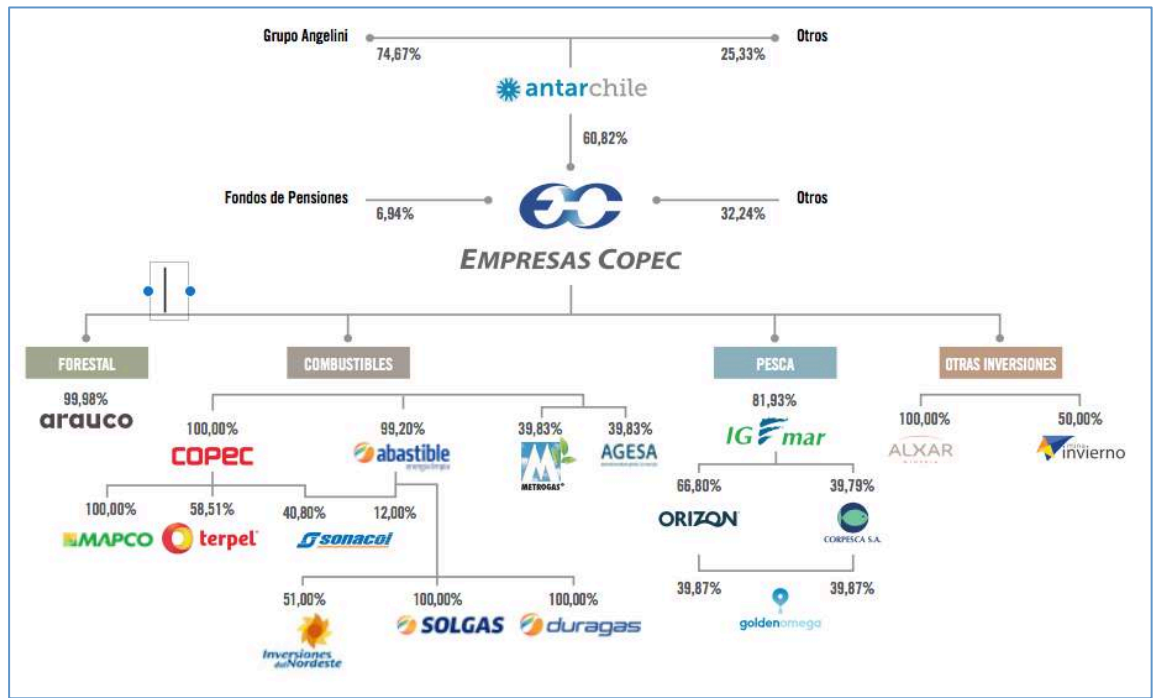 Grupo Angelini
Otros
74,67%
25,33%
antarchile
60,82%
Fondos de Pensiones
Otros
6,94%
32,24%
EMPRESAS COPEC
FORESTAL
COMBUSTIBLES
PESCA
OTRAS INVERSIONES
99,98%
arauco
100,00%
COPEC
99,20%
abastible
39,83%
METROGAS
39,83%
AGESA
81,93%
IG mar
100,00%
ALXAR
50,00%
mina invierno
100,00%
MAPCO
58,51%
terpel
40,80%
12,00%
sonacol
66,80%
ORIZON
39,79%
CORPESCA S.A.
39,87%
39,87%
goldenomega
51,00%
Inversiones
del Nordeste
100,00%
SOLGAS
100,00%
duragas